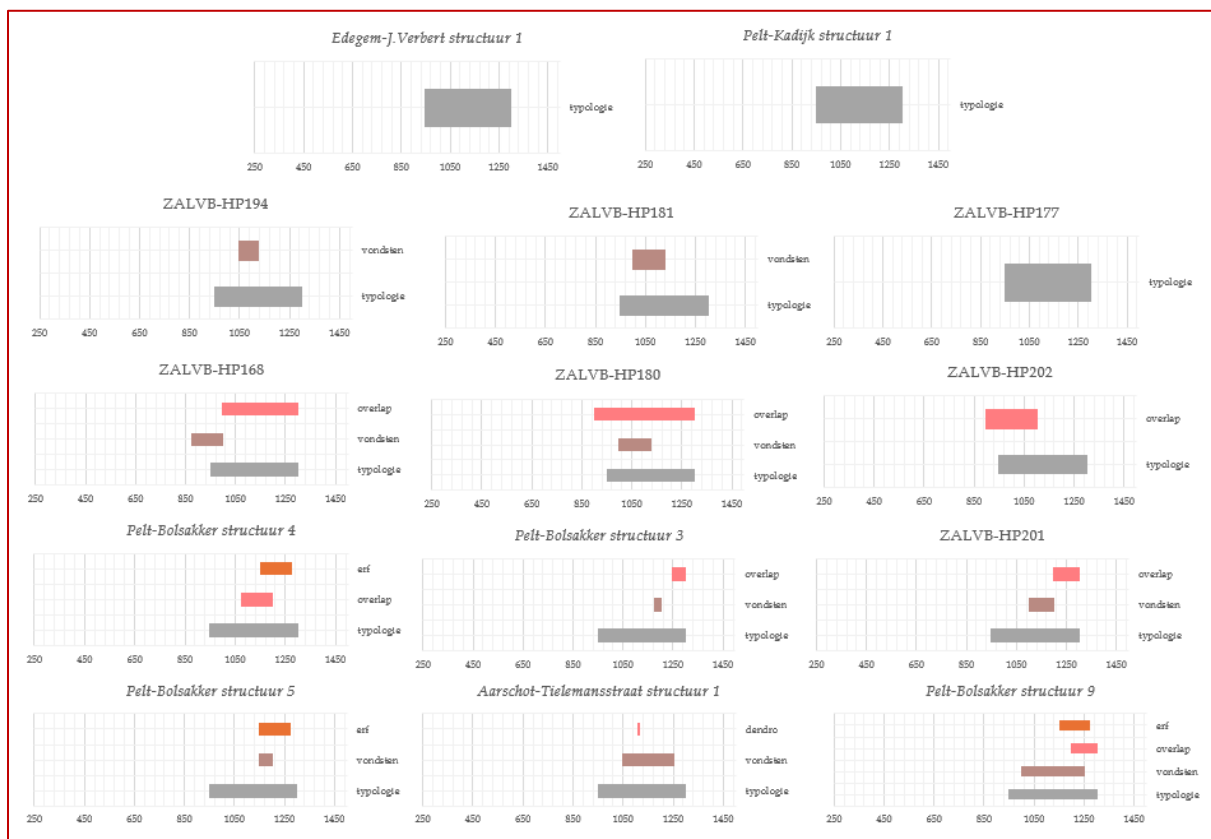 Edegem-J.Verbert structuur 1
typologie
250 450 650 850 1050 1250 1450
Pelt-Kadijk structuur 1
typologie
250 450 650 850 1050 1250 1450
ZALVB-HP194
vondsten
typologie
250 450 650 850 1050 1250 1450
ZALVB-HP181
vondsten
typologie
250 450 650 850 1050 1250 1450
ZALVB-HP177
typologie
250 450 650 850 1050 1250 1450
ZALVB-HP168
overlap
vondsten
typologie
250 450 650 850 1050 1250 1450
ZALVB-HP180
overlap
vondsten
typologie
250 450 650 850 1050 1250 1450
ZALVB-HP202
overlap
typologie
250 450 650 850 1050 1250 1450
Pelt-Bolsakker structuur 4
erf
overlap
typologie
250 450 650 850 1050 1250 1450
Pelt-Bolsakker structuur 3
overlap
vondsten
typologie
250 450 650 850 1050 1250 1450
ZALVB-HP201
overlap
vondsten
typologie
250 450 650 850 1050 1250 1450
Pelt-Bolsakker structuur 5
erf
vondsten
typologie
250 450 650 850 1050 1250 1450
Aarschot-Tielemansstraat structuur 1
dendro
vondsten
typologie
250 450 650 850 1050 1250 1450
Pelt-Bolsakker structuur 9
erf
overlap
vondsten
typologie
250 450 650 850 1050 1250 1450